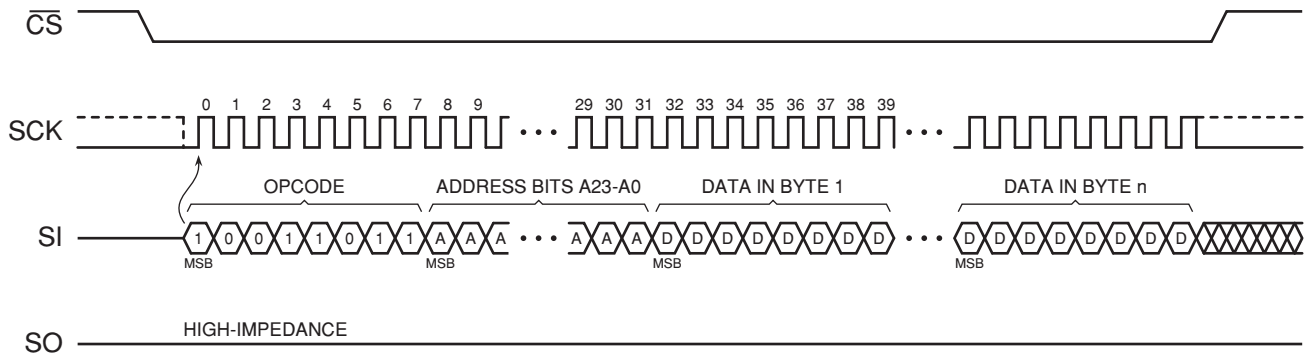 CS
0 1 2 3 4 5 6 7 8 9 29 30 31 32 33 34 35 36 37 38 39
SCK
OPCODE ADDRESS BITS A23-A0 DATA IN BYTE 1 DATA IN BYTE n
SI 1 0 0 1 1 0 1 1 A A A A A A D D D D D D D D D D D D D D D D
MSB MSB MSB MSB
HIGH-IMPEDANCE
SO